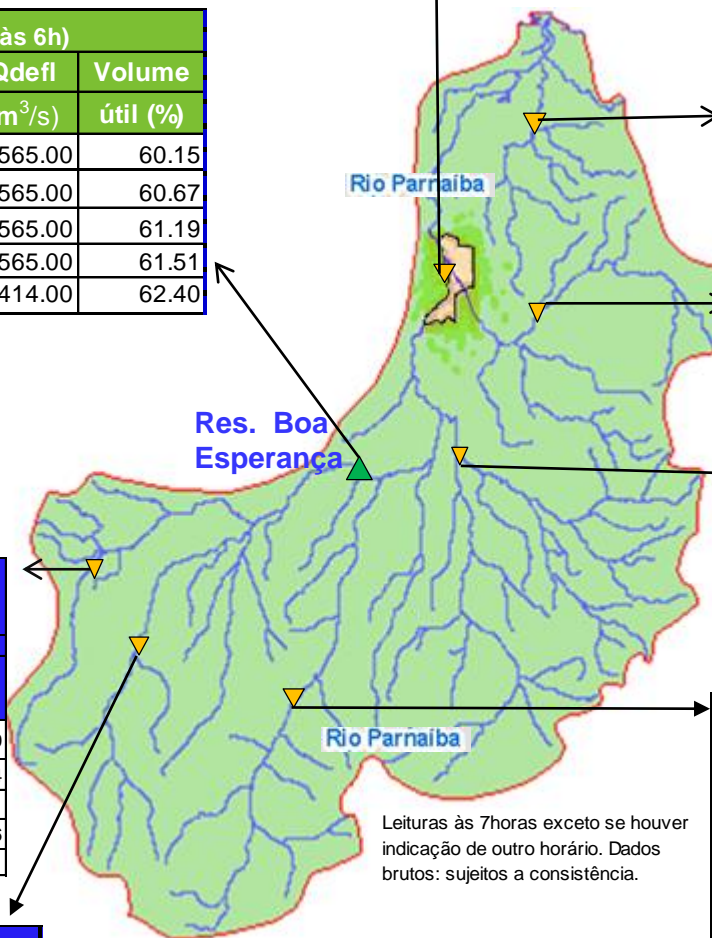 às 6h)
Qdefl Volume
m³/s) útil (%)
565.00 60.15
565.00 60.67
565.00 61.19
565.00 61.51
414.00 62.40
Rio Parnaíba
Res. Boa
Esperança
Rio Parnaíba
Leituras às 7horas exceto se houver
indicação de outro horário. Dados
brutos: sujeitos a consistência.